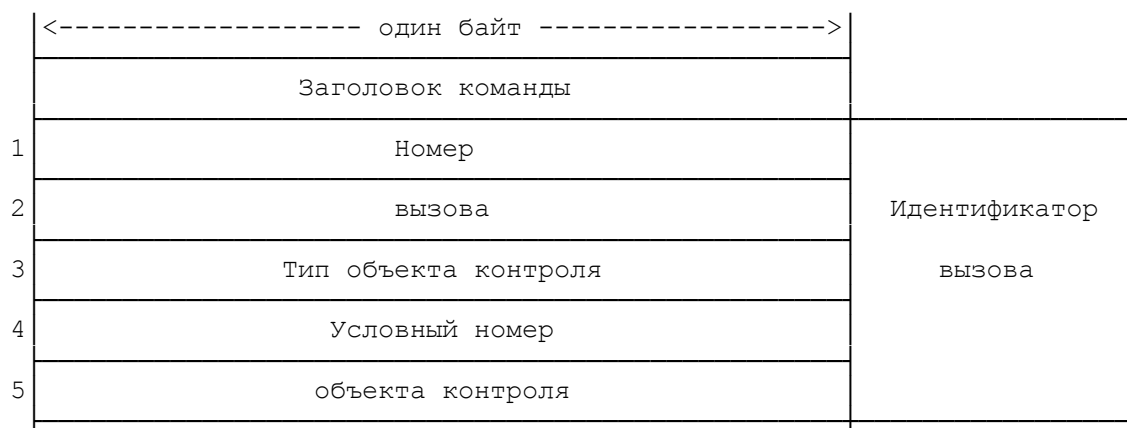 <------------------- один байт ------------------>
Заголовок команды
1 Номер
2 вызова Идентификатор
3 Тип объекта контроля вызова
4 Условный номер
5 объекта контроля